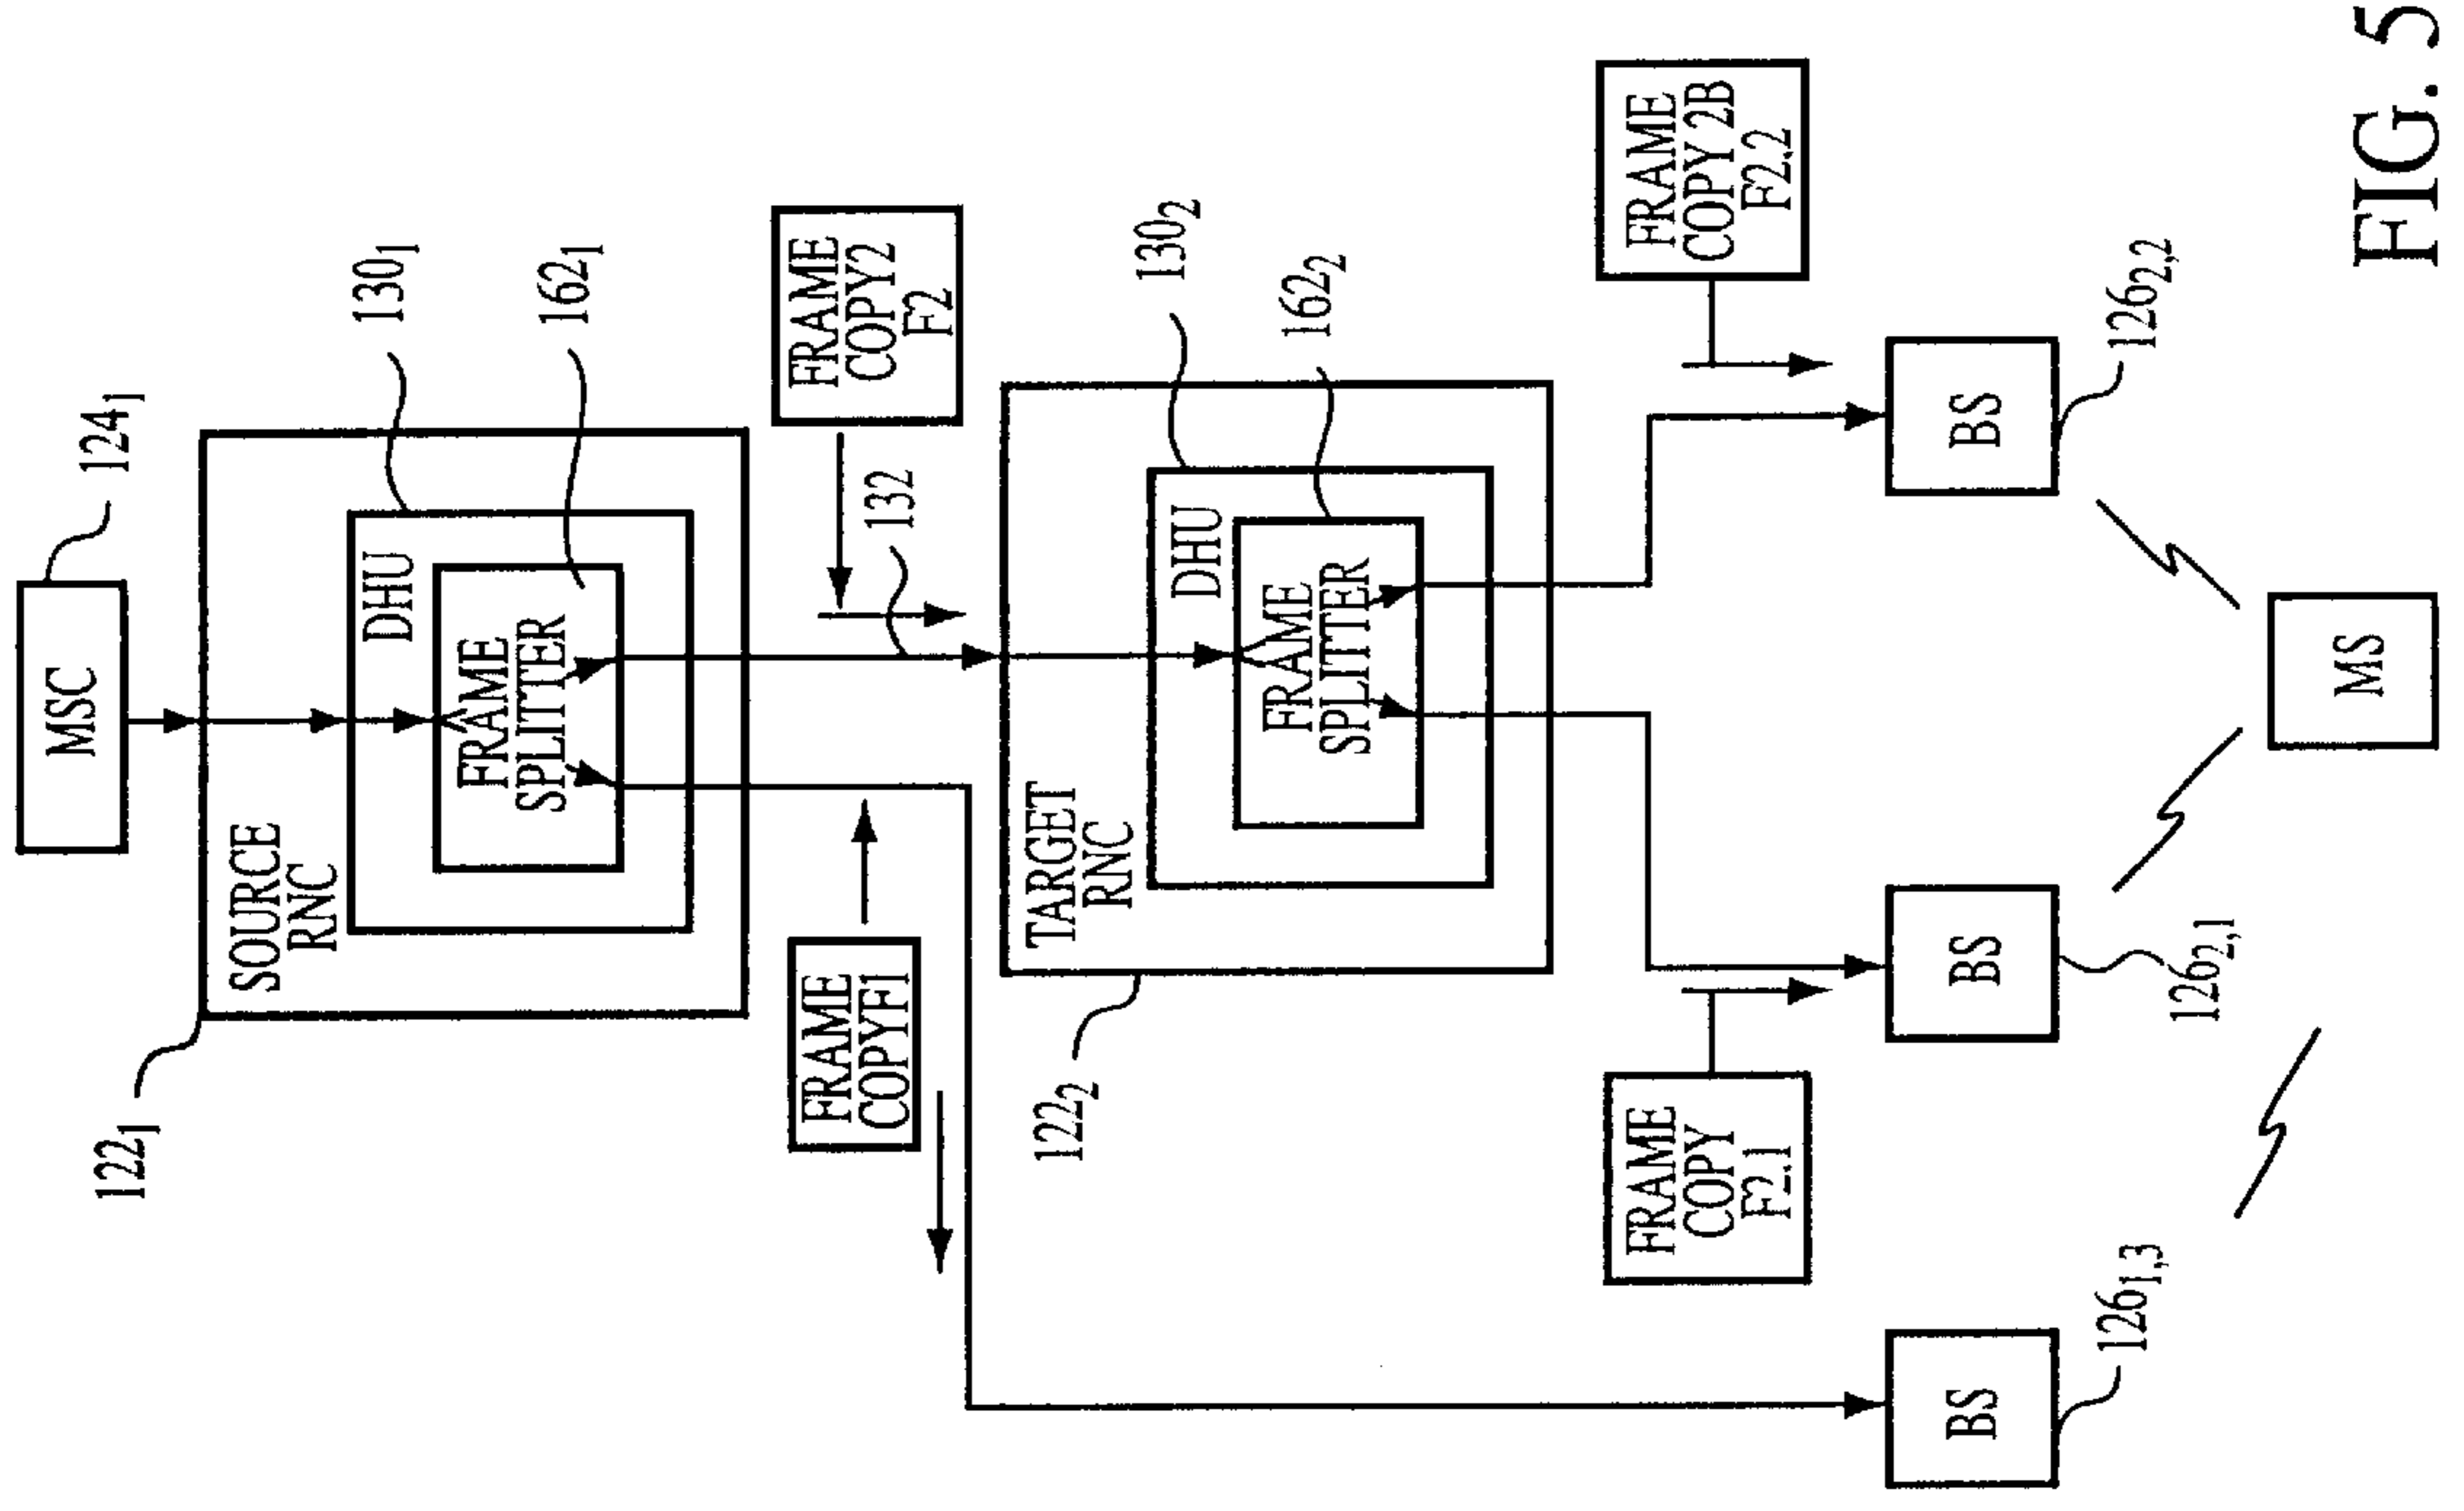 MSC
124₁
SOURCE
RNC
122₁
DHU
130₁
FRAME
SPLITTER
162₁
FRAME
COPYF1
FRAME
COPY2
F2
132
TARGET
RNC
122₂
DHU
130₂
FRAME
SPLITTER
162₂
FRAME
COPY
F2,1
FRAME
COPY 2B
F2,2
BS
126₁,₃
BS
126₂,₁
BS
126₂,₂
MS
FIG. 5